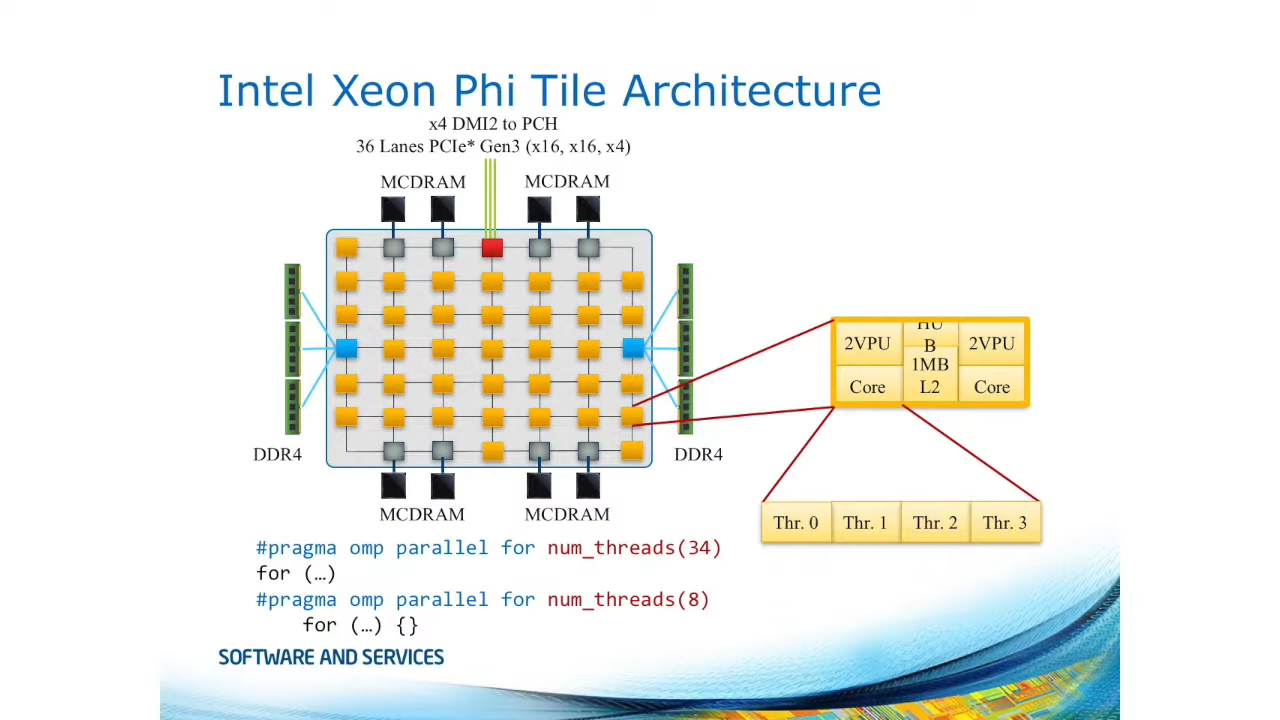 Intel Xeon Phi Tile Architecture
x4 DMI2 to PCH
36 Lanes PCIe* Gen3 (x16, x16, x4)
MCDRAM MCDRAM
DDR4 DDR4
MCDRAM MCDRAM
2VPU HUB 2VPU
Core 1MB L2 Core
Thr. 0 Thr. 1 Thr. 2 Thr. 3
#pragma omp parallel for num_threads(34)
for (…)
#pragma omp parallel for num_threads(8)
for (…) {}
SOFTWARE AND SERVICES